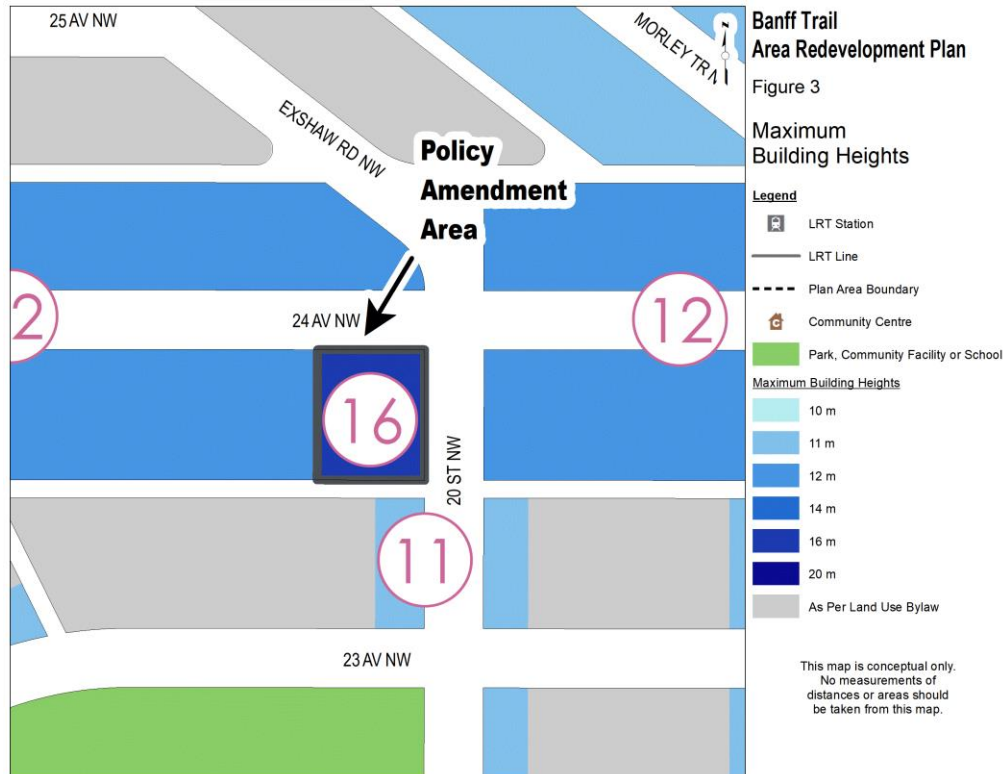 25 AV NW
MORLEY TR N
EXSHAW RD NW
Policy
Amendment
Area
2
24 AV NW
12
16
20 ST NW
11
23 AV NW
Banff Trail
Area Redevelopment Plan
Figure 3
Maximum
Building Heights
Legend
LRT Station
LRT Line
Plan Area Boundary
C
Community Centre
Park, Community Facility or School
Maximum Building Heights
10 m
11 m
12 m
14 m
16 m
20 m
As Per Land Use Bylaw
This map is conceptual only.
No measurements of
distances or areas should
be taken from this map.